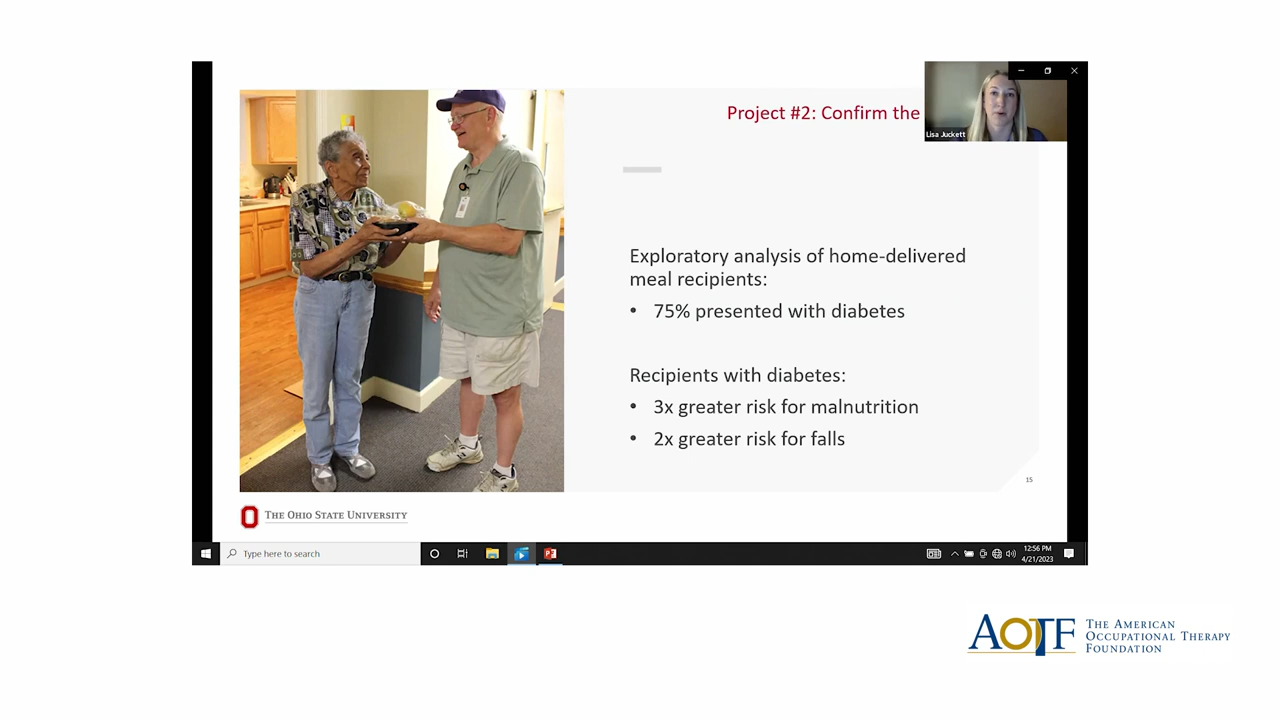 Project #2: Confirm the
Lisa Juckett
Exploratory analysis of home-delivered
meal recipients:
• 75% presented with diabetes
Recipients with diabetes:
• 3x greater risk for malnutrition
• 2x greater risk for falls
15
THE OHIO STATE UNIVERSITY
Type here to search
12:56 PM
4/21/2023
AOTF
THE AMERICAN
OCCUPATIONAL THERAPY
FOUNDATION